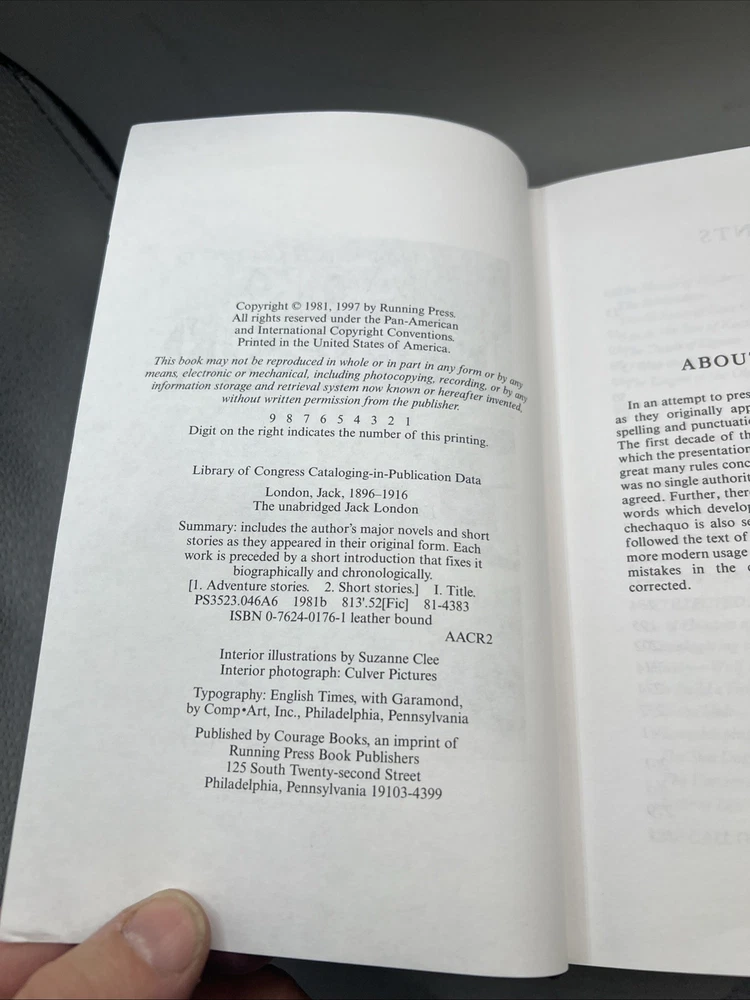 Copyright © 1981, 1997 by Running Press.
All rights reserved under the Pan-American
and International Copyright Conventions.
Printed in the United States of America.
This book may not be reproduced in whole or in part in any form or by any
means, electronic or mechanical, including photocopying, recording, or by any
information storage and retrieval system now known or hereafter invented,
without written permission from the publisher.
9 8 7 6 5 4 3 2 1
Digit on the right indicates the number of this printing.
Library of Congress Cataloging-in-Publication Data
London, Jack, 1896–1916
The unabridged Jack London
Summary: includes the author's major novels and short
stories as they appeared in their original form. Each
work is preceded by a short introduction that fixes it
biographically and chronologically.
[1. Adventure stories. 2. Short stories.] I. Title.
PS3523.046A6 1981b 813'.52[Fic] 81-4383
ISBN 0-7624-0176-1 leather bound
AACR2
Interior illustrations by Suzanne Clee
Interior photograph: Culver Pictures
Typography: English Times, with Garamond,
by Comp•Art, Inc., Philadelphia, Pennsylvania
Published by Courage Books, an imprint of
Running Press Book Publishers
125 South Twenty-second Street
Philadelphia, Pennsylvania 19103-4399
ABOU
In an attempt to pres
as they originally app
spelling and punctuati
The first decade of th
which the presentation
great many rules conc
was no single authorit
agreed. Further, ther
words which develop
chechaquo is also s
followed the text of
more modern usage
mistakes in the
corrected.